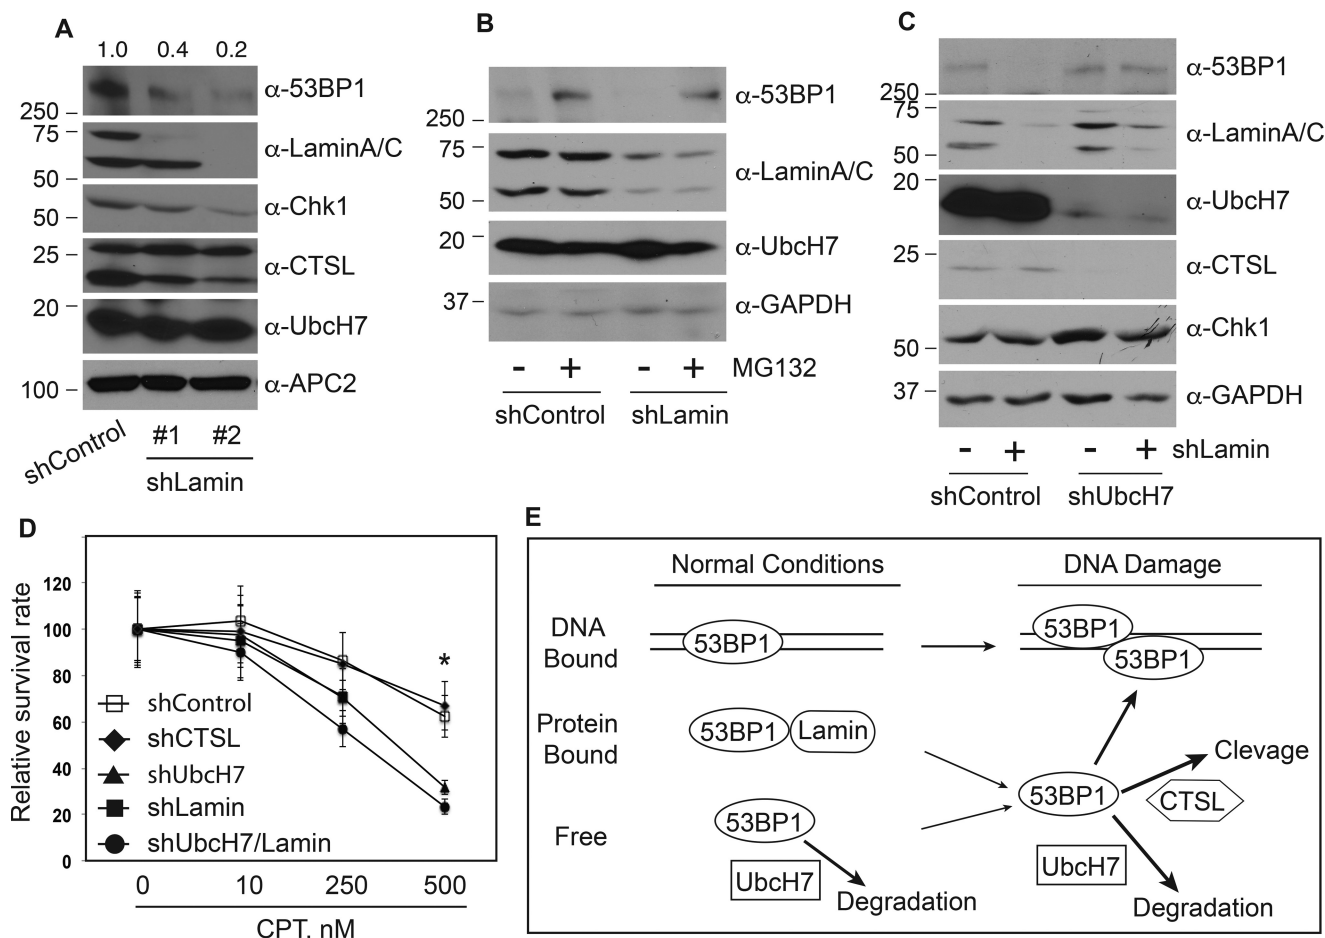 A
1.0 0.4 0.2
α-53BP1
250
75
α-LaminA/C
50
α-Chk1
50
25
α-CTSL
20
α-UbcH7
100
α-APC2
shControl #1 #2
shLamin
B
α-53BP1
250
75
α-LaminA/C
50
20
α-UbcH7
37
α-GAPDH
- + - + MG132
shControl shLamin
C
α-53BP1
250
75
α-LaminA/C
50
20
α-UbcH7
25
α-CTSL
α-Chk1
50
37
α-GAPDH
- + - + shLamin
shControl shUbcH7
D
Relative survival rate
120
100
80
60
40
20
0
*
shControl
shCTSL
shUbcH7
shLamin
shUbcH7/Lamin
0 10 250 500
CPT, nM
E
Normal Conditions DNA Damage
DNA
Bound
53BP1
53BP1
53BP1
Protein
Bound
53BP1 Lamin
Clevage
53BP1
CTSL
Free
53BP1
UbcH7
Degradation
UbcH7
Degradation